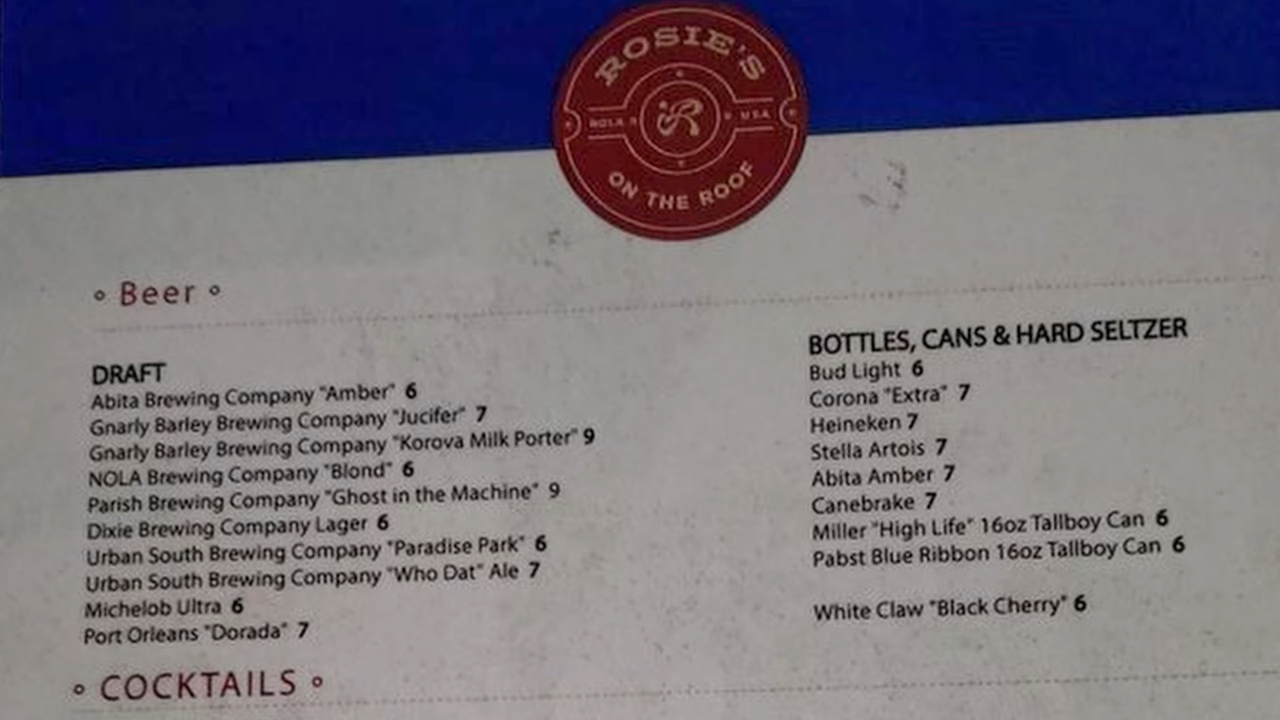 ROSIE'S
NOLA R USA
ON THE ROOF
Beer
DRAFT
Abita Brewing Company "Amber" 6
Gnarly Barley Brewing Company "Jucifer" 7
Gnarly Barley Brewing Company "Korova Milk Porter" 9
NOLA Brewing Company "Blond" 6
Parish Brewing Company "Ghost in the Machine" 9
Dixie Brewing Company Lager 6
Urban South Brewing Company "Paradise Park" 6
Urban South Brewing Company "Who Dat" Ale 7
Michelob Ultra 6
Port Orleans "Dorada" 7
BOTTLES, CANS & HARD SELTZER
Bud Light 6
Corona "Extra" 7
Heineken 7
Stella Artois 7
Abita Amber 7
Canebrake 7
Miller "High Life" 16oz Tallboy Can 6
Pabst Blue Ribbon 16oz Tallboy Can 6
White Claw "Black Cherry" 6
COCKTAILS